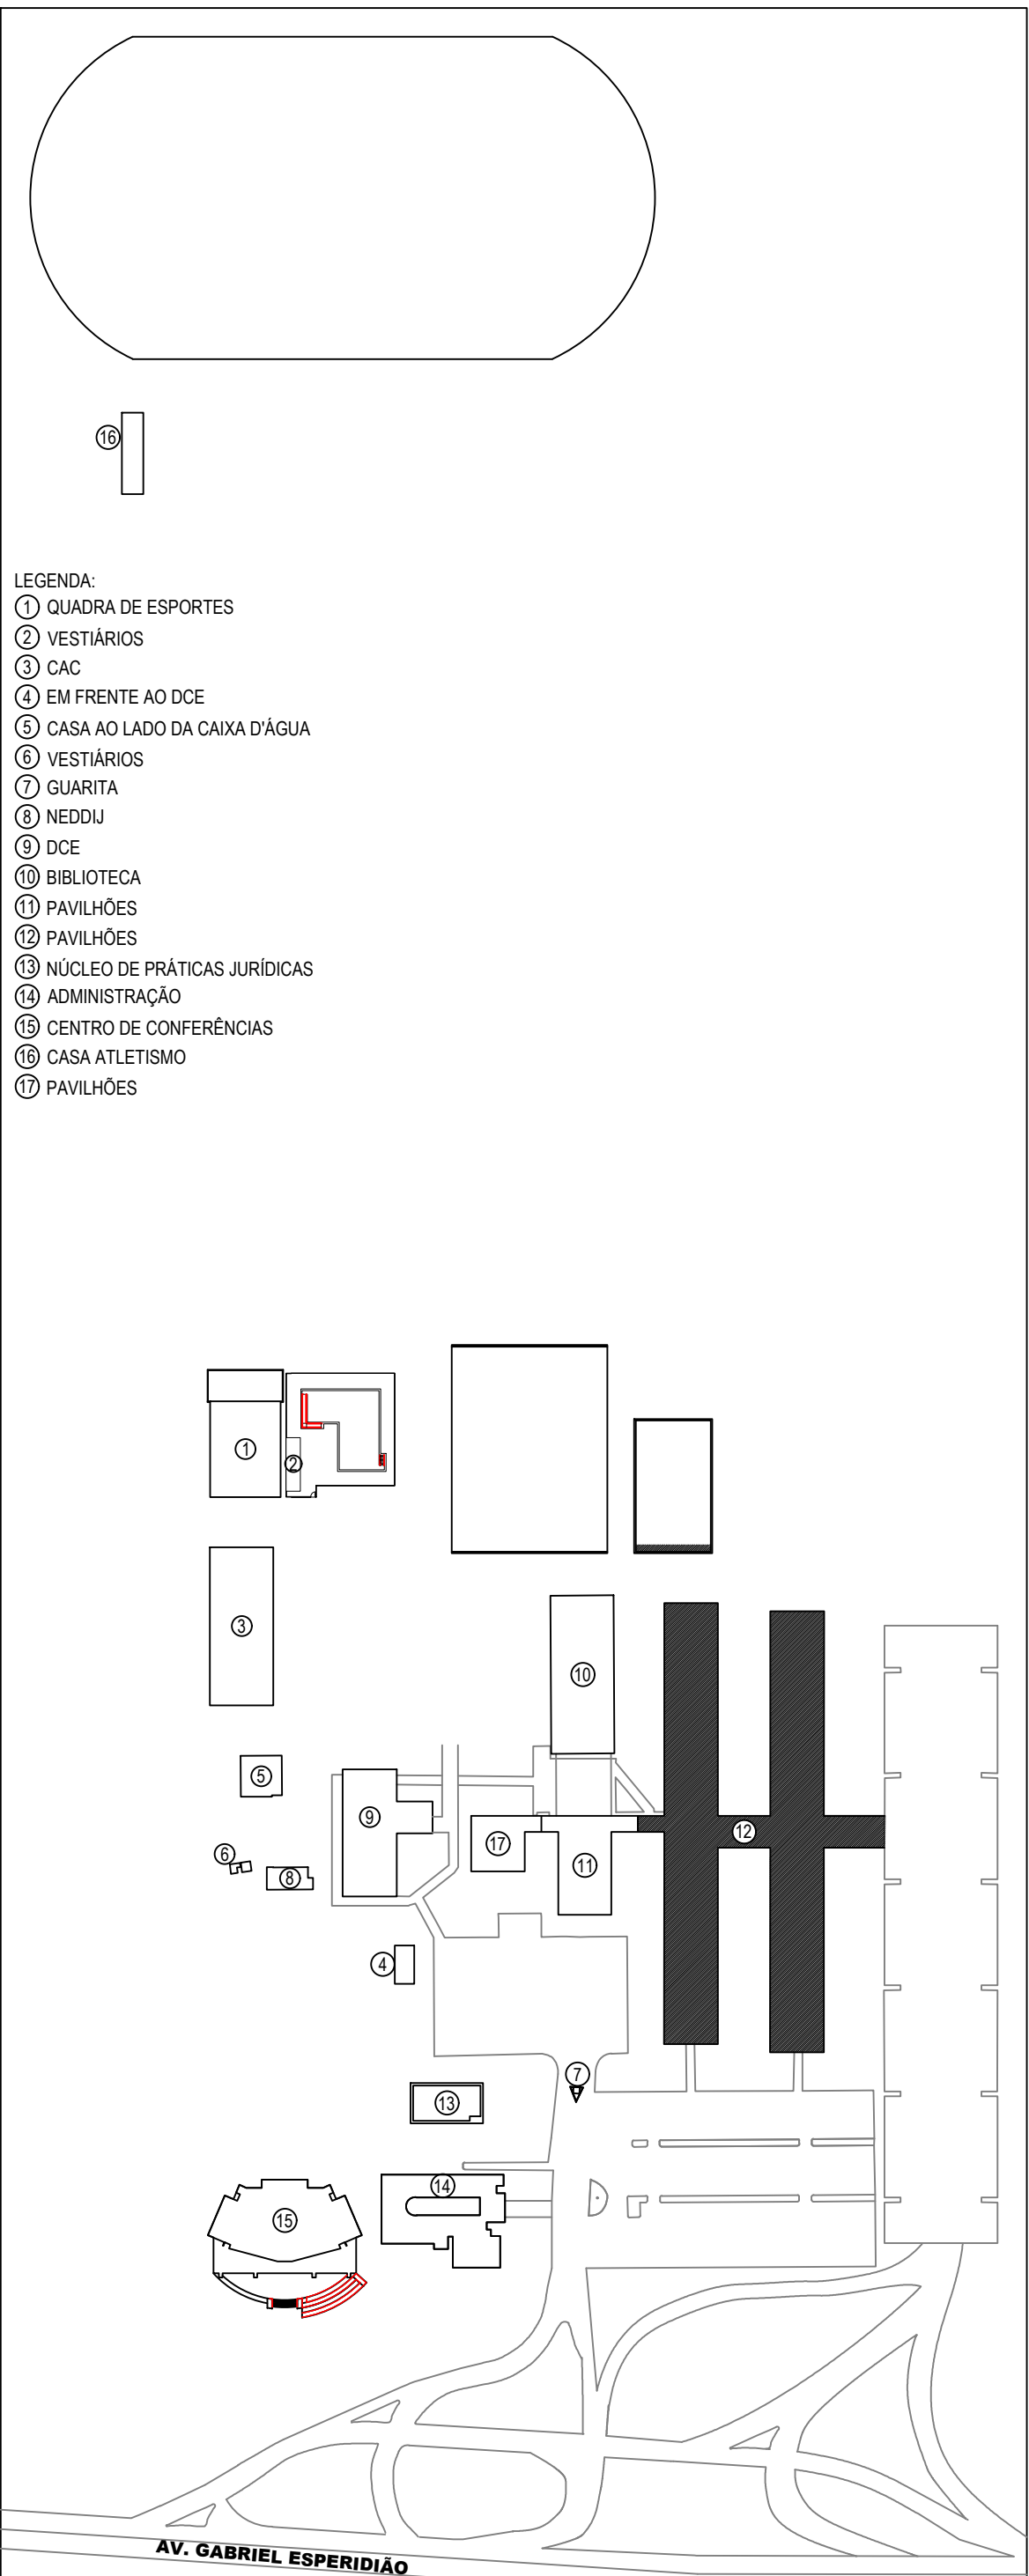 16
LEGENDA:
1 QUADRA DE ESPORTES
2 VESTIÁRIOS
3 CAC
4 EM FRENTE AO DCE
5 CASA AO LADO DA CAIXA D'ÁGUA
6 VESTIÁRIOS
7 GUARITA
8 NEDDIJ
9 DCE
10 BIBLIOTECA
11 PAVILHÕES
12 PAVILHÕES
13 NÚCLEO DE PRÁTICAS JURÍDICAS
14 ADMINISTRAÇÃO
15 CENTRO DE CONFERÊNCIAS
16 CASA ATLETISMO
17 PAVILHÕES
1
2
3
10
5
9
12
17
6
11
8
4
7
13
14
15
AV. GABRIEL ESPERIDIÃO